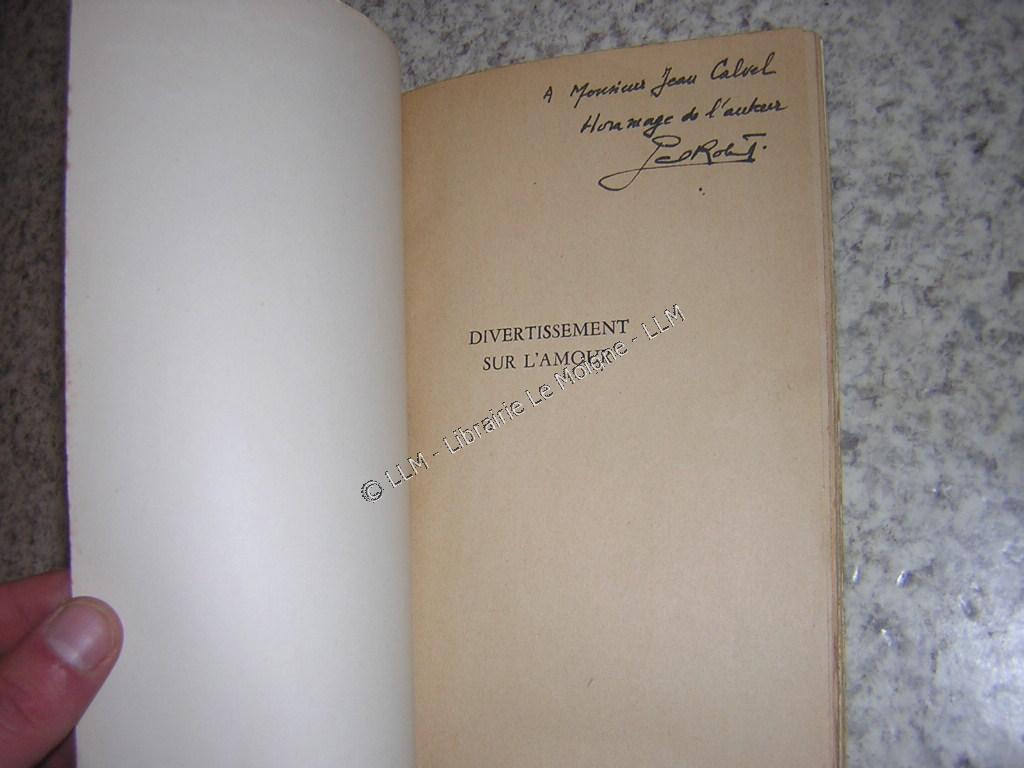 A Monsieur Jean Calvel
Hommage de l'auteur
DIVERTISSEMENT
SUR L'AMOUR
© LLM - Librairie Le Moigne - LLM